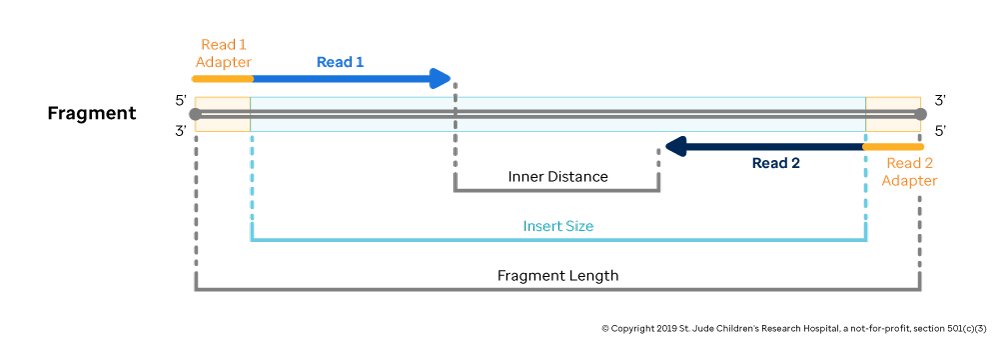 Read 1
Adapter
Read 1
5’
3’
Fragment
3’
5’
Read 2
Read 2
Adapter
Inner Distance
Insert Size
Fragment Length
© Copyright 2019 St. Jude Children's Research Hospital, a not-for-profit, section 501(c)(3)